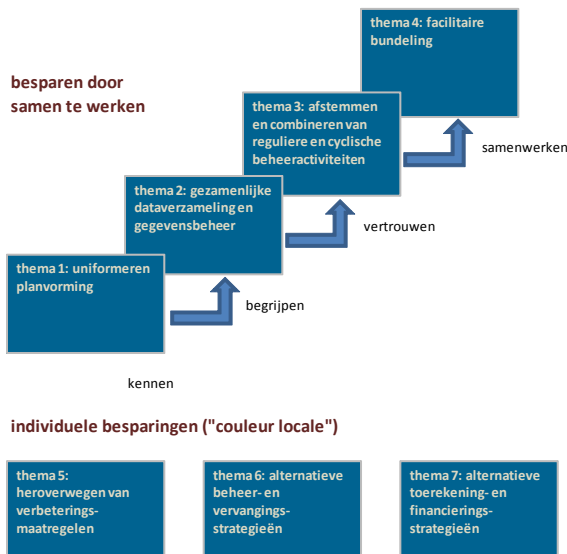 thema 4: facilitaire
bundeling
besparen door
samen te werken
thema 3: afstemmen
en combineren van
reguliere en cyclische
beheeractiviteiten
samenwerken
thema 2: gezamenlijke
dataverzameling en
gegevensbeheer
vertrouwen
thema 1: uniformeren
planvorming
begrijpen
kennen
individuele besparingen ("couleur locale")
thema 5:
heroverwegen van
verbeterings-
maatregelen
thema 6: alternatieve
beheer- en
vervangings-
strategieën
thema 7: alternatieve
toerekening- en
financierings-
strategieën